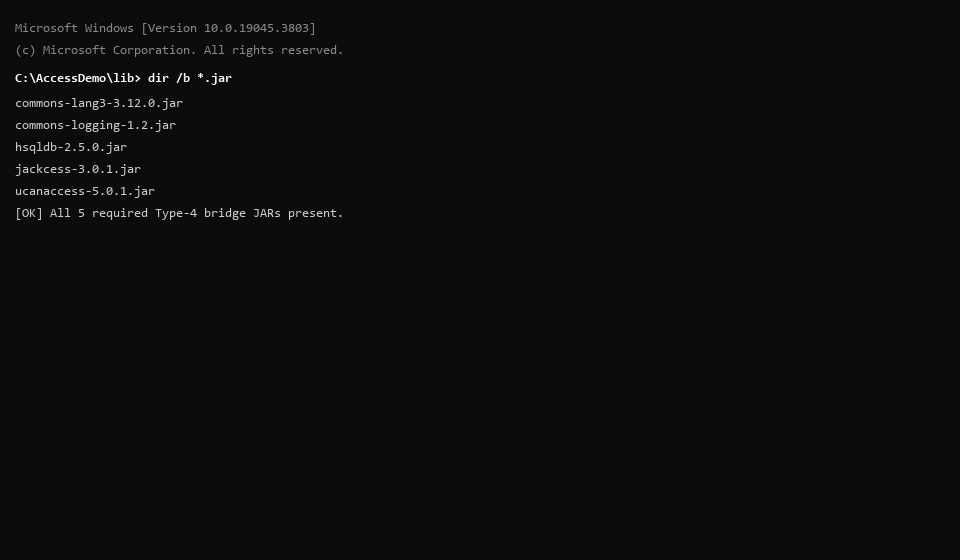 Microsoft Windows [Version 10.0.19045.3803]
(c) Microsoft Corporation. All rights reserved.
C:\AccessDemo\lib> dir /b *.jar
commons-lang3-3.12.0.jar
commons-logging-1.2.jar
hsqldb-2.5.0.jar
jackcess-3.0.1.jar
ucanaccess-5.0.1.jar
[OK] All 5 required Type-4 bridge JARs present.